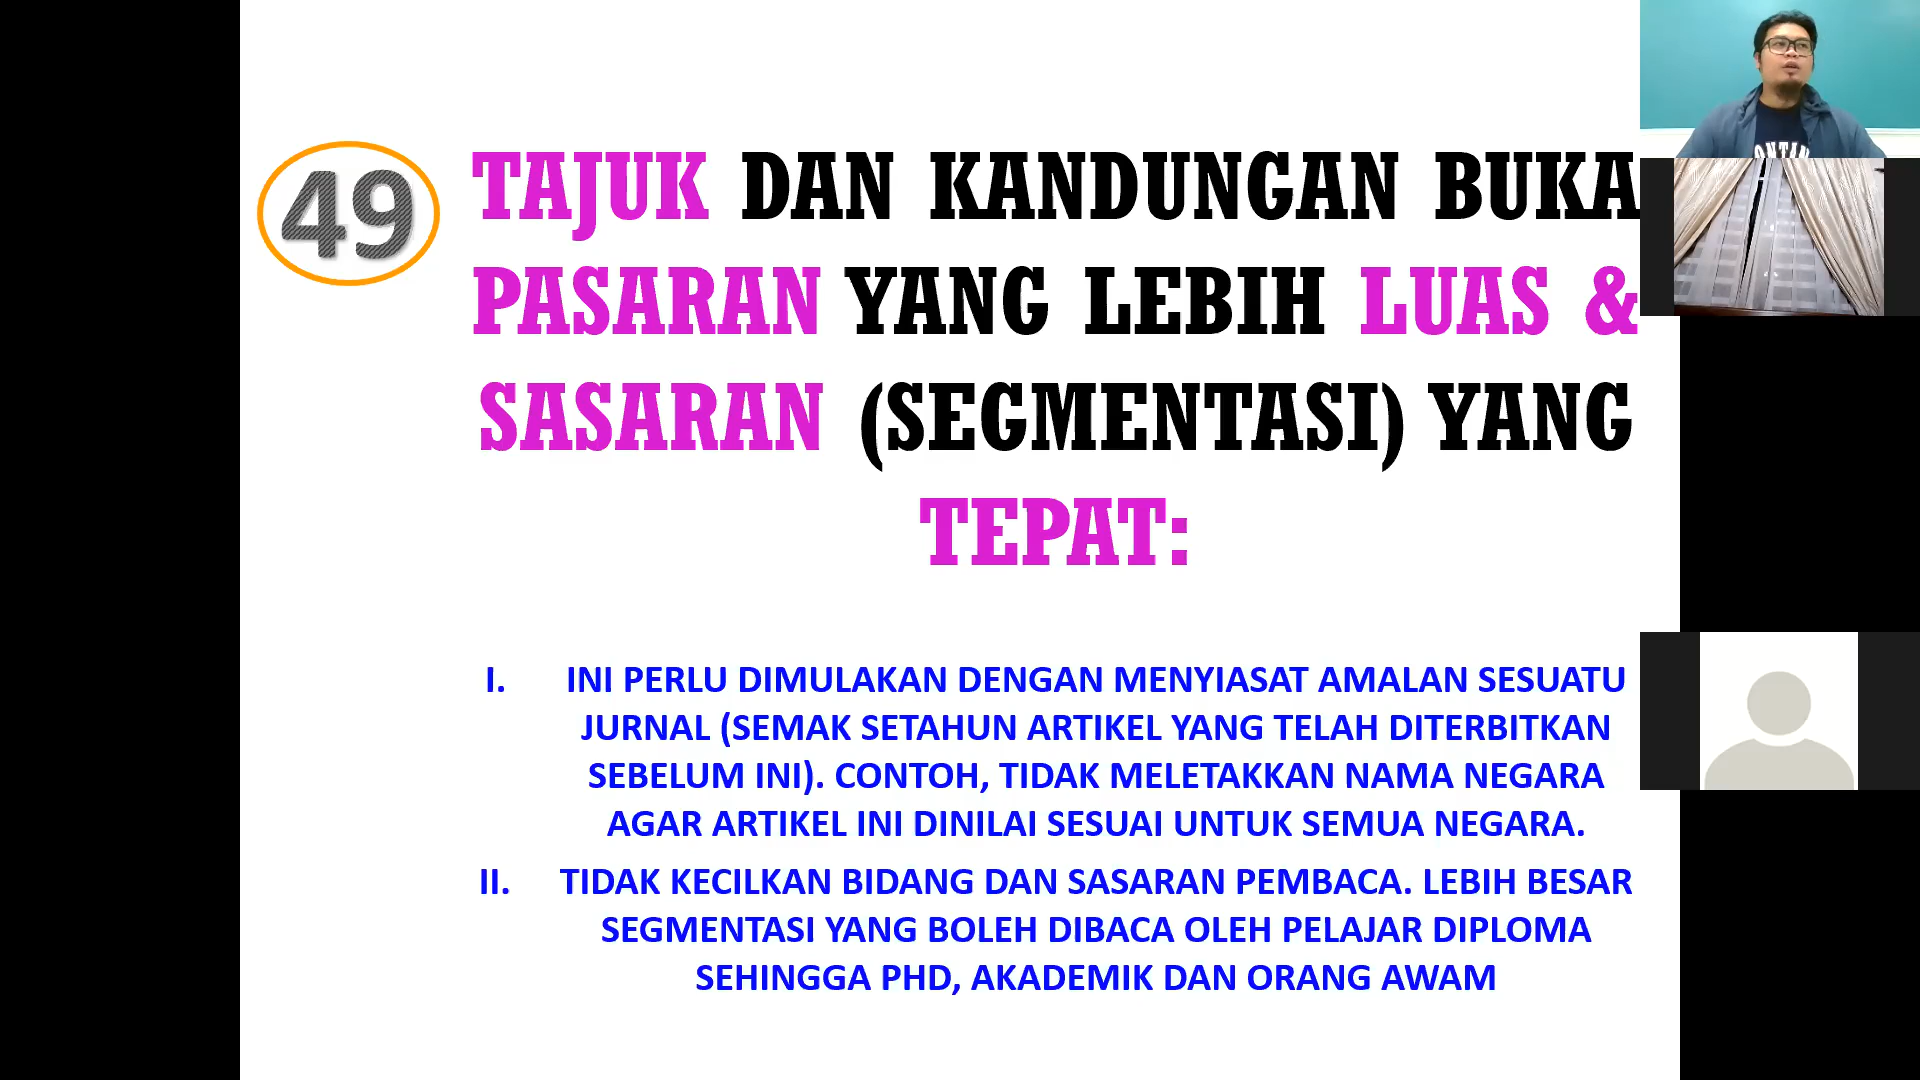 49
TAJUK DAN KANDUNGAN BUKA
PASARAN YANG LEBIH LUAS &
SASARAN (SEGMENTASI) YANG
TEPAT:
I. INI PERLU DIMULAKAN DENGAN MENYIASAT AMALAN SESUATU
JURNAL (SEMAK SETAHUN ARTIKEL YANG TELAH DITERBITKAN
SEBELUM INI). CONTOH, TIDAK MELETAKKAN NAMA NEGARA
AGAR ARTIKEL INI DINILAI SESUAI UNTUK SEMUA NEGARA.
II. TIDAK KECILKAN BIDANG DAN SASARAN PEMBACA. LEBIH BESAR
SEGMENTASI YANG BOLEH DIBACA OLEH PELAJAR DIPLOMA
SEHINGGA PHD, AKADEMIK DAN ORANG AWAM